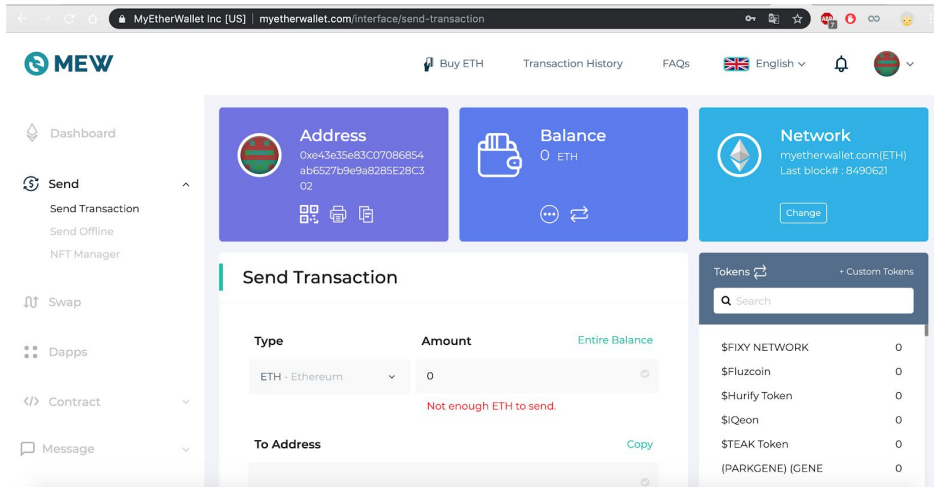 MyEtherWallet Inc [US] | myetherwallet.com/interface/send-transaction
ABP
7
MEW
Buy ETH
Transaction History
FAQs
English
Dashboard
Send
Send Transaction
Send Offline
NFT Manager
Swap
Dapps
Contract
Message
Address
0xe43e35e83C07086854
ab6527b9e9a8285E28C3
02
Balance
0 ETH
Network
myetherwallet.com(ETH)
Last block# : 8490621
Change
Send Transaction
Type
Amount
Entire Balance
ETH - Ethereum
0
Not enough ETH to send.
To Address
Copy
Tokens
+ Custom Tokens
Search
$FIXY NETWORK 0
$Fluzcoin 0
$Hurify Token 0
$IQeon 0
$TEAK Token 0
(PARKGENE) (GENE 0